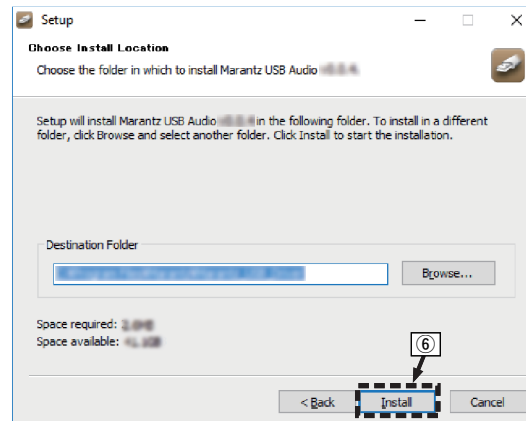 Setup
Choose Install Location
Choose the folder in which to install Marantz USB Audio
Setup will install Marantz USB Audio in the following folder. To install in a different
folder, click Browse and select another folder. Click Install to start the installation.
Destination Folder
Browse...
Space required:
Space available:
⑥
< Back Install Cancel